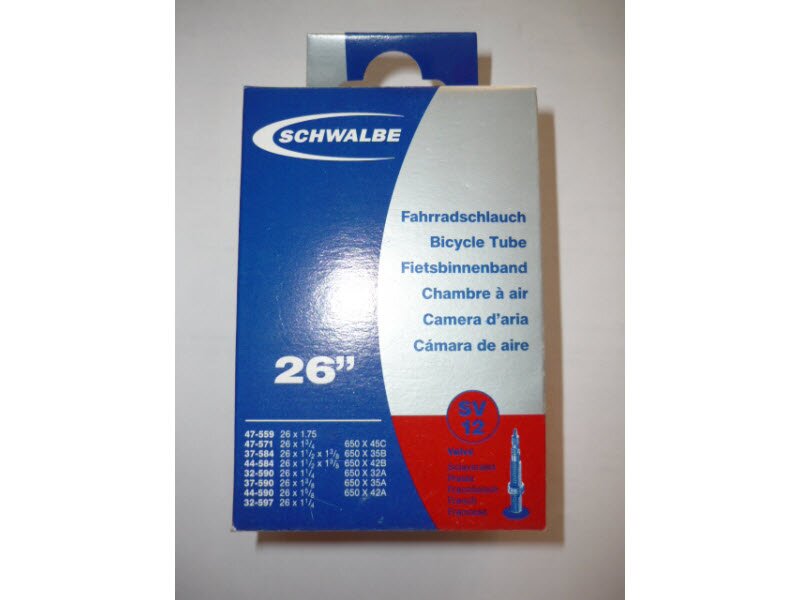 SCHWALBE
Fahrradschlauch
Bicycle Tube
Fietsbinnenband
Chambre à air
Camera d'aria
Cámara de aire
26”
SV
12
47-559 26 x 1.75
47-571 26 x 1³/₄ 650 X 45C
37-584 26 x 1¹/₂ x 1³/₈ 650 X 35B
44-584 26 x 1¹/₂ x 1⁵/₈ 650 X 42B
32-590 26 x 1¹/₄ 650 X 32A
37-590 26 x 1³/₈ 650 X 35A
44-590 26 x 1⁵/₈ 650 X 42A
32-597 26 x 1¹/₄
Valve